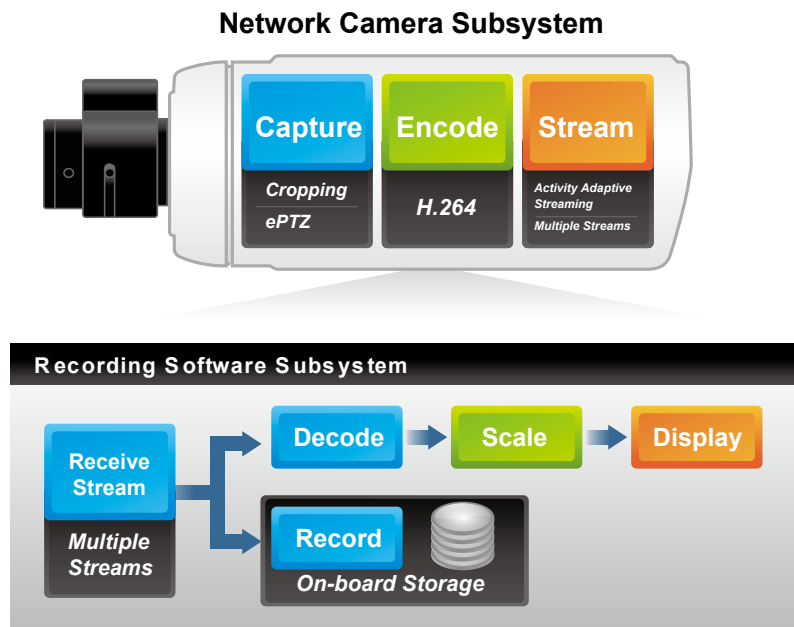 Network Camera Subsystem
Capture
Cropping
ePTZ
Encode
H.264
Stream
Activity Adaptive
Streaming
Multiple Streams
Recording Software Subsystem
Receive
Stream
Multiple
Streams
Decode
Scale
Display
Record
On-board Storage